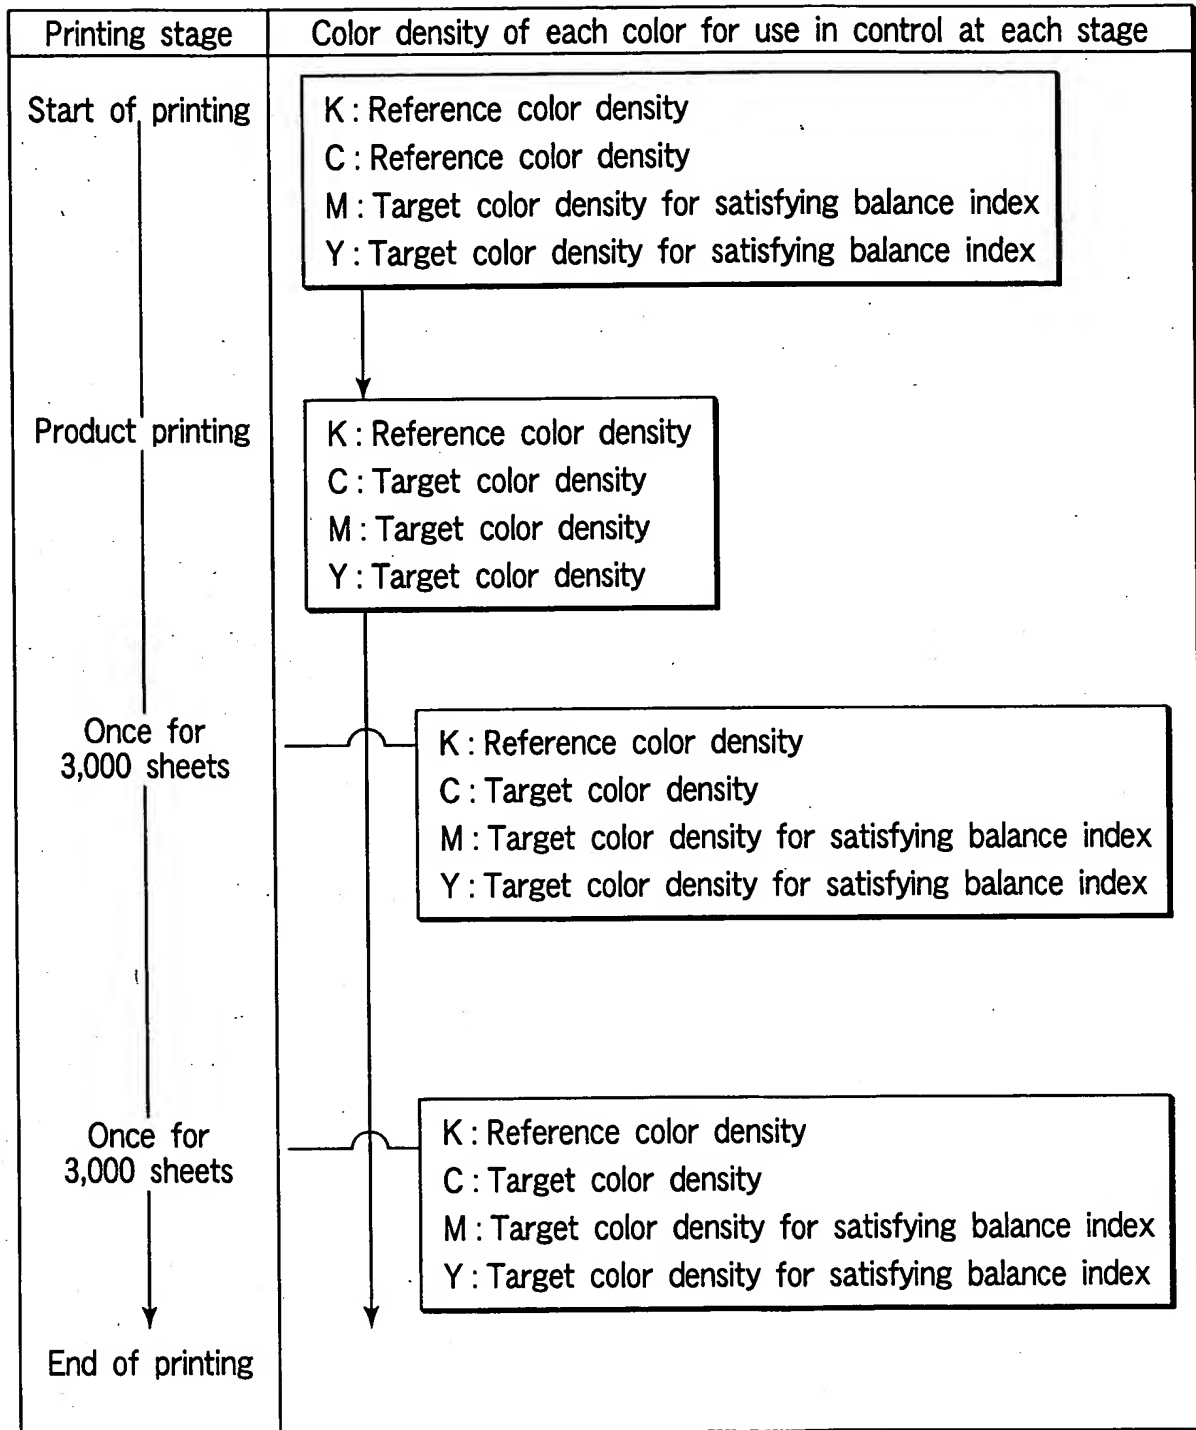 Printing stage
Color density of each color for use in control at each stage
Start of printing
K : Reference color density
C : Reference color density
M : Target color density for satisfying balance index
Y : Target color density for satisfying balance index
Product printing
K : Reference color density
C : Target color density
M : Target color density
Y : Target color density
Once for
3,000 sheets
K : Reference color density
C : Target color density
M : Target color density for satisfying balance index
Y : Target color density for satisfying balance index
Once for
3,000 sheets
K : Reference color density
C : Target color density
M : Target color density for satisfying balance index
Y : Target color density for satisfying balance index
End of printing